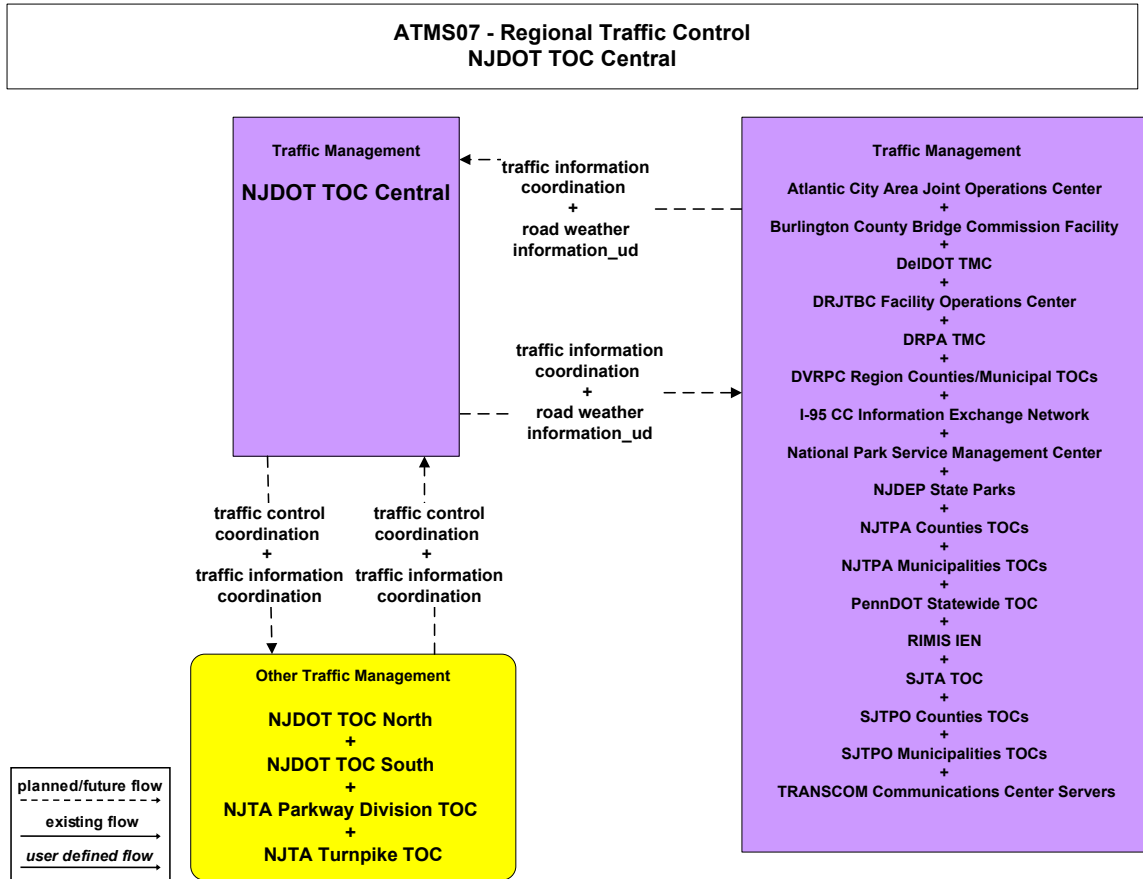 ATMS07 - Regional Traffic Control
NJDOT TOC Central
Traffic Management
NJDOT TOC Central
traffic information
coordination
+
road weather
information_ud
traffic information
coordination
+
road weather
information_ud
Traffic Management
Atlantic City Area Joint Operations Center
+
Burlington County Bridge Commission Facility
+
DelDOT TMC
+
DRJTBC Facility Operations Center
+
DRPA TMC
+
DVRPC Region Counties/Municipal TOCs
+
I-95 CC Information Exchange Network
+
National Park Service Management Center
+
NJDEP State Parks
+
NJTPA Counties TOCs
+
NJTPA Municipalities TOCs
+
PennDOT Statewide TOC
+
RIMIS IEN
+
SJTA TOC
+
SJTPO Counties TOCs
+
SJTPO Municipalities TOCs
+
TRANSCOM Communications Center Servers
traffic control
coordination
+
traffic information
coordination
traffic control
coordination
+
traffic information
coordination
Other Traffic Management
NJDOT TOC North
+
NJDOT TOC South
+
NJTA Parkway Division TOC
+
NJTA Turnpike TOC
planned/future flow
existing flow
user defined flow